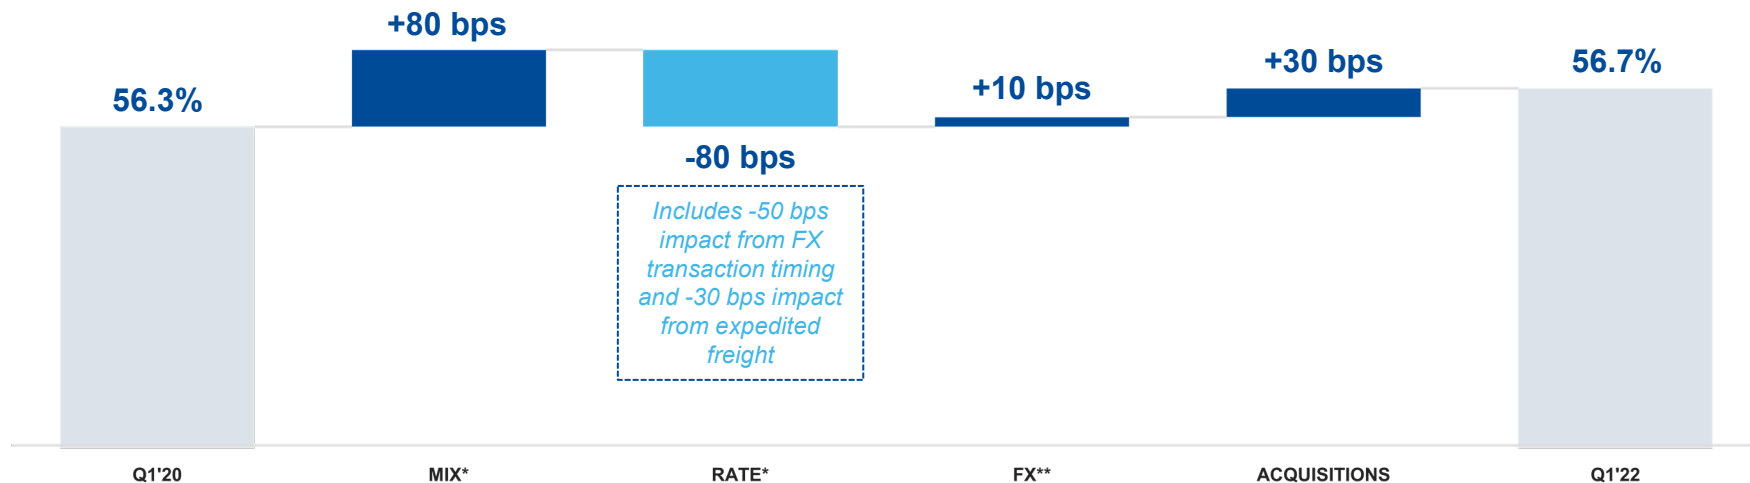 +80 bps
56.3%
-80 bps
+10 bps
+30 bps
56.7%
Includes -50 bps
impact from FX
transaction timing
and -30 bps impact
from expedited
freight
Q1'20
MIX*
RATE*
FX**
ACQUISITIONS
Q1'22